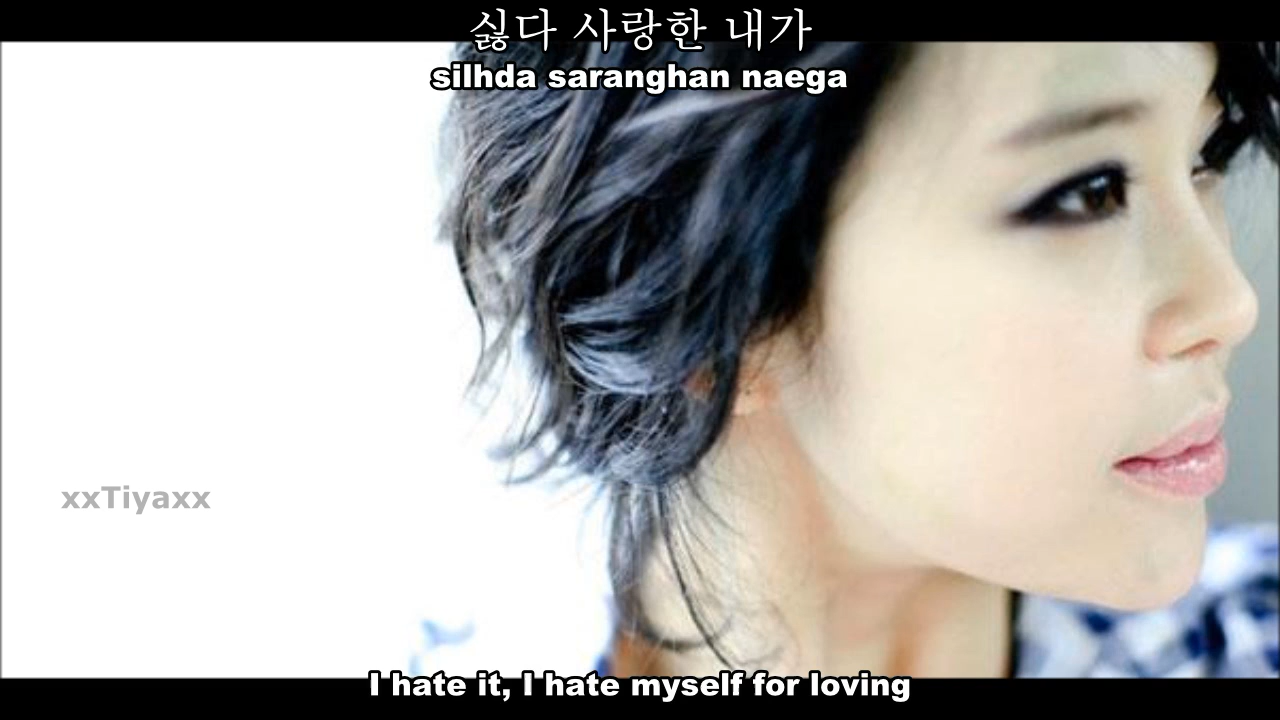 싫다 사랑한 내가
silhda saranghan naega
xxTiyaxx
I hate it, I hate myself for loving